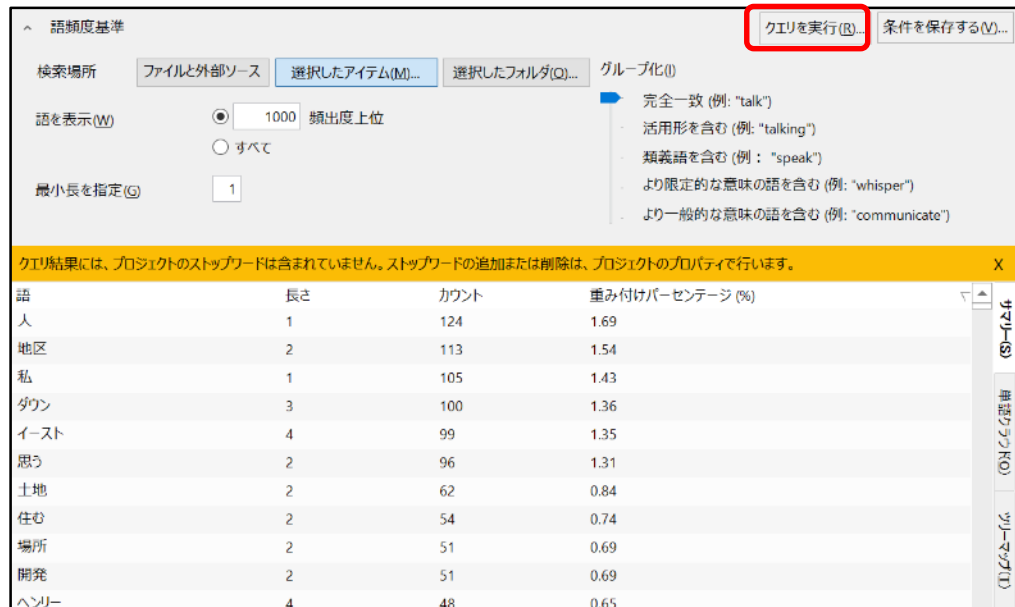 語頻度基準
クエリを実行(R)... 条件を保存する(V)...
検索場所 ファイルと外部ソース 選択したアイテム(M)... 選択したフォルダ(O)... グループ化(I)
完全一致 (例: "talk")
語を表示(W) 1000 頻出度上位
活用形を含む (例: "talking")
すべて
類義語を含む (例： "speak")
最小長を指定(G) 1
より限定的な意味の語を含む (例: "whisper")
より一般的な意味の語を含む (例: "communicate")
クエリ結果には、プロジェクトのストップワードは含まれていません。ストップワードの追加または削除は、プロジェクトのプロパティで行います。 X
語 長さ カウント 重み付けパーセンテージ (%)
人 1 124 1.69
地区 2 113 1.54
私 1 105 1.43
ダウン 3 100 1.36
イースト 4 99 1.35
思う 2 96 1.31
土地 2 62 0.84
住む 2 54 0.74
場所 2 51 0.69
開発 2 51 0.69
ヘンリー 4 48 0.65
サマリー(S)
単語クラウド(O)
ツリーマップ(T)